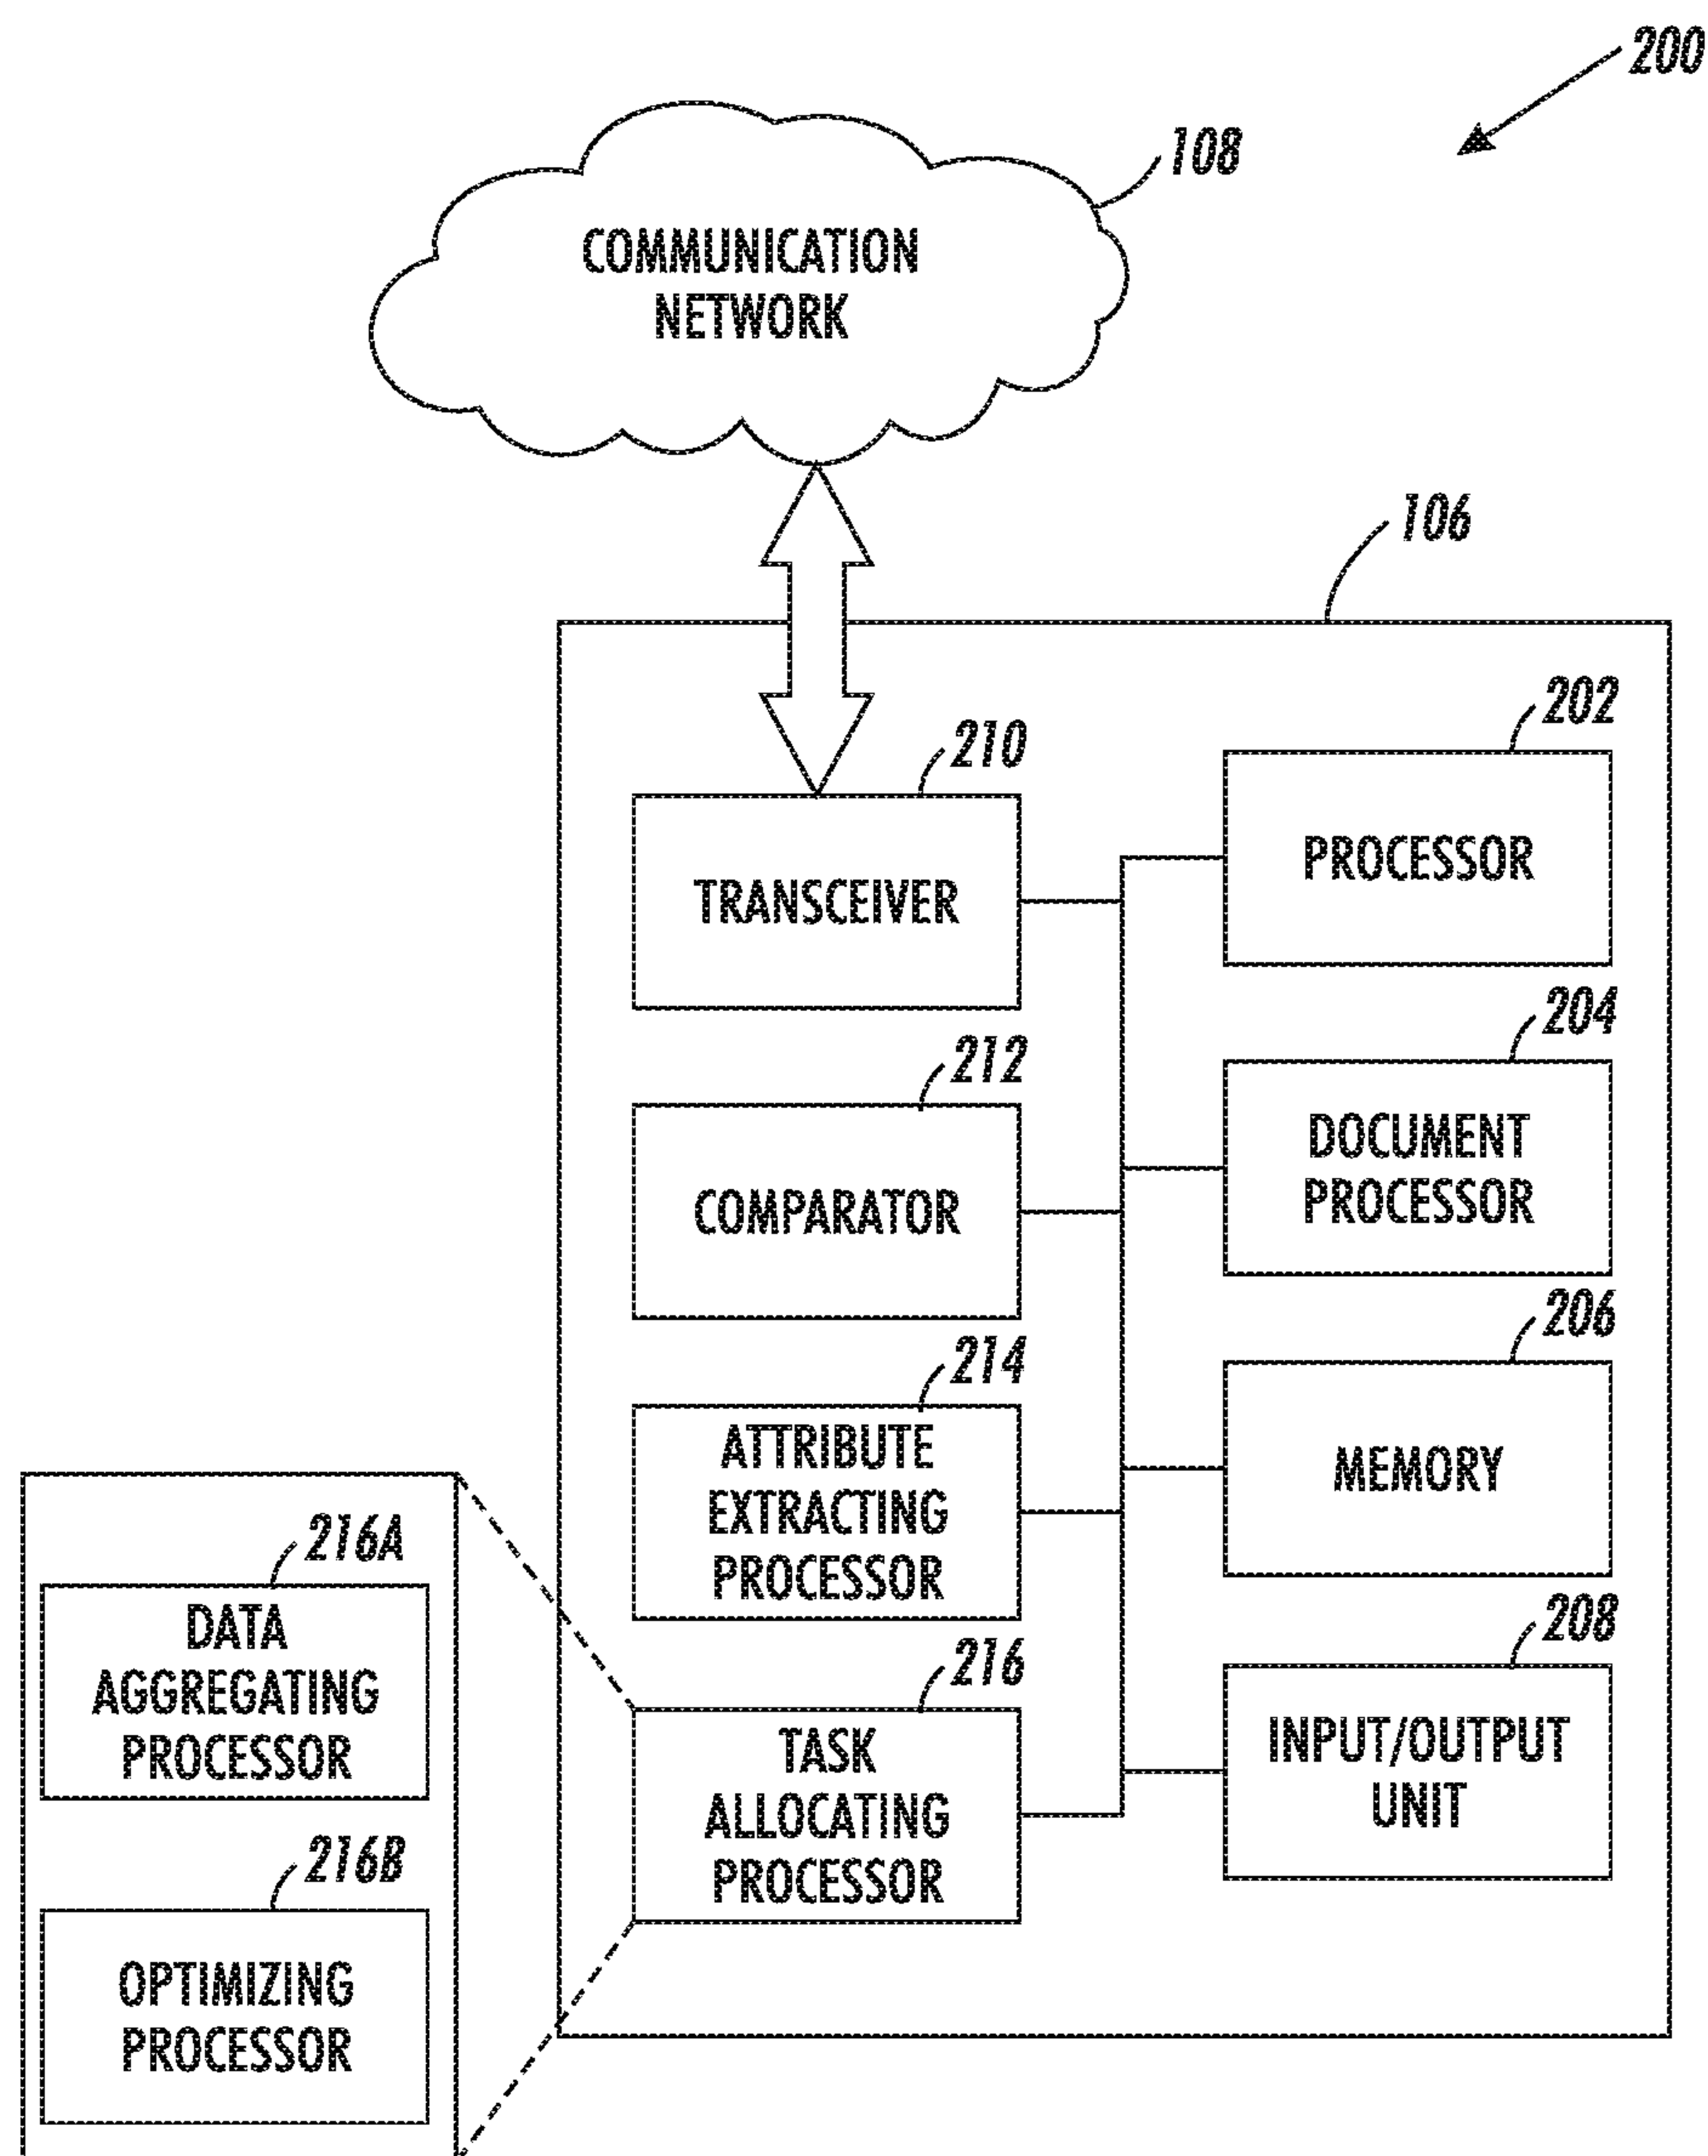 200
108
COMMUNICATION
NETWORK
106
210
TRANSCEIVER
202
PROCESSOR
212
COMPARATOR
204
DOCUMENT
PROCESSOR
214
ATTRIBUTE
EXTRACTING
PROCESSOR
206
MEMORY
216
TASK
ALLOCATING
PROCESSOR
208
INPUT/OUTPUT
UNIT
216A
DATA
AGGREGATING
PROCESSOR
216B
OPTIMIZING
PROCESSOR